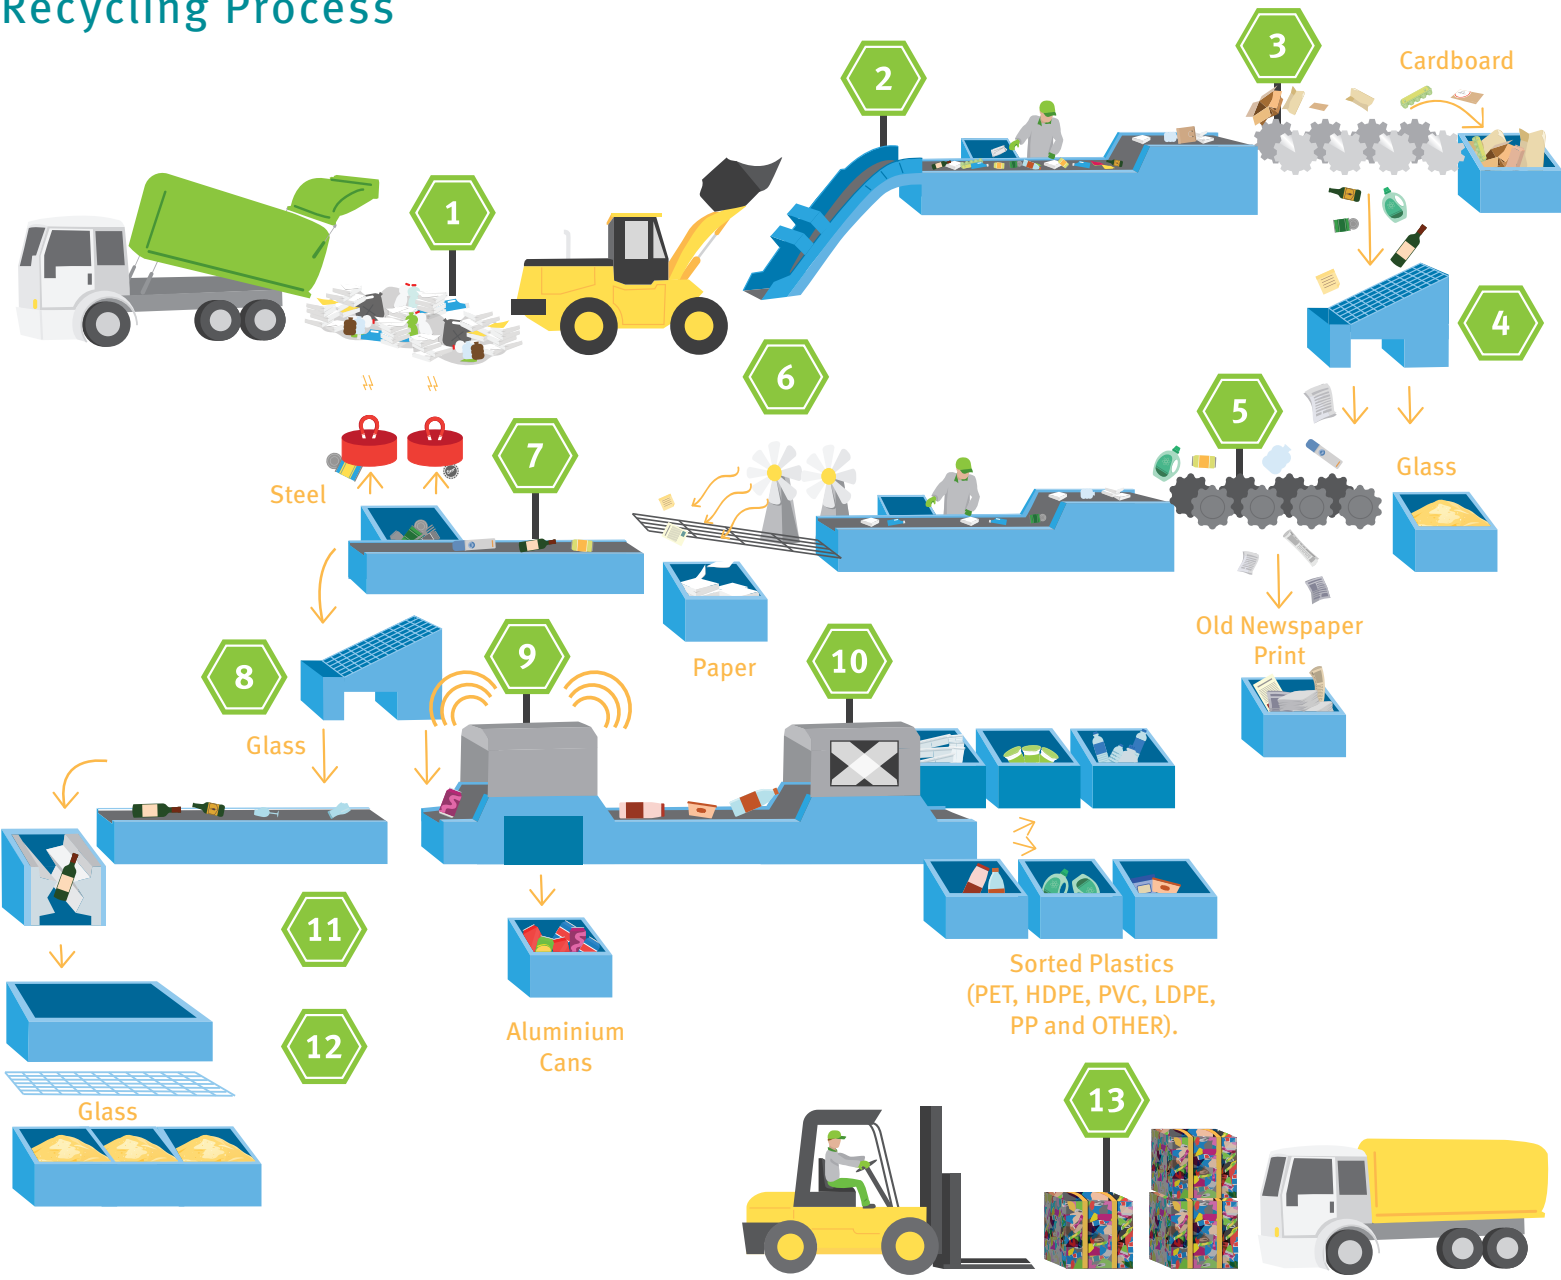 Recycling Process
1
2
3
Cardboard
4
5
Glass
6
7
Steel
Old Newspaper
Print
Paper
8
Glass
9
10
11
Aluminium
Cans
Sorted Plastics
(PET, HDPE, PVC, LDPE,
PP and OTHER).
12
Glass
13